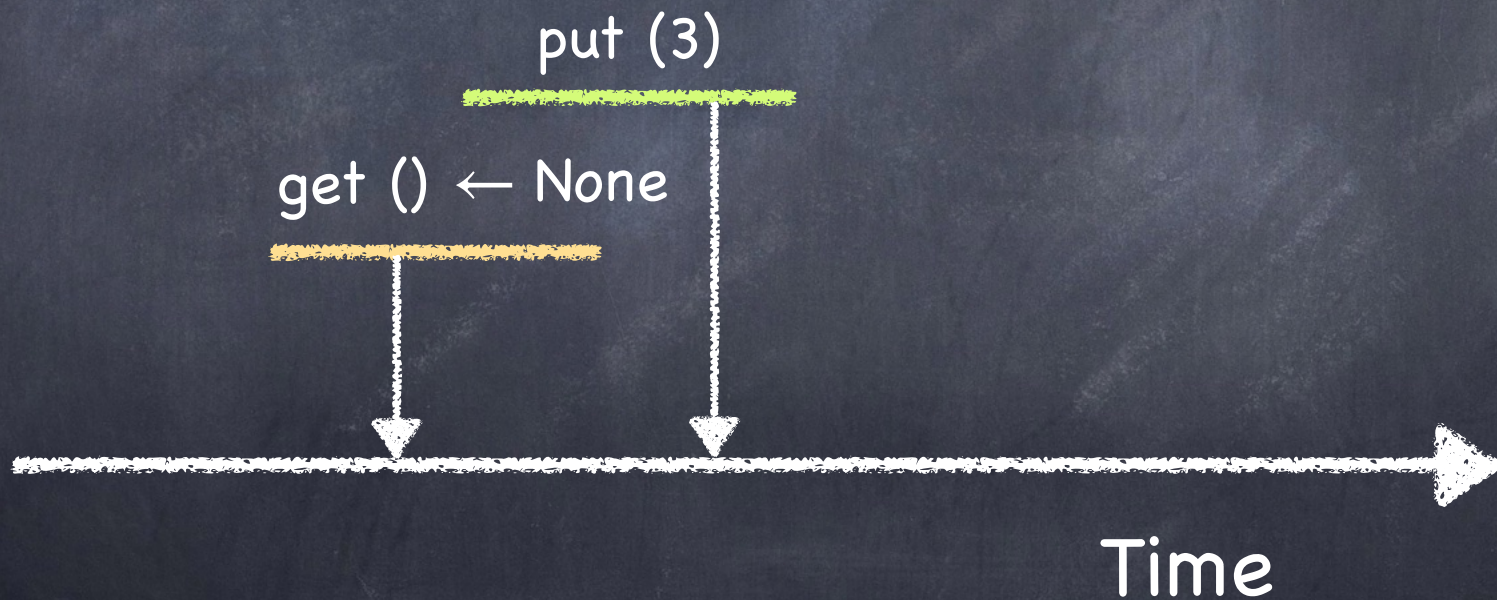 put (3)
get () ← None
Time